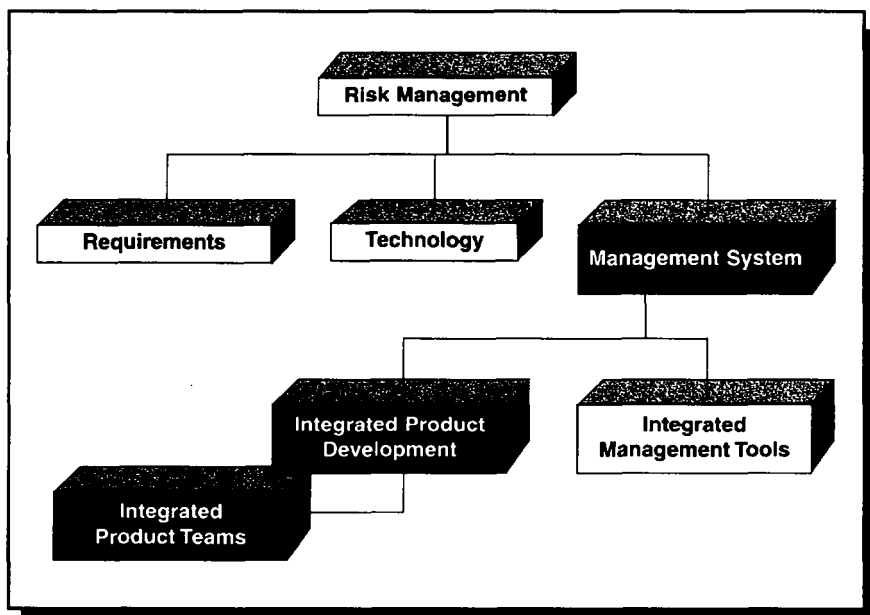 Risk Management
Requirements
Technology
Management System
Integrated Product
Development
Integrated
Management Tools
Integrated
Product Teams